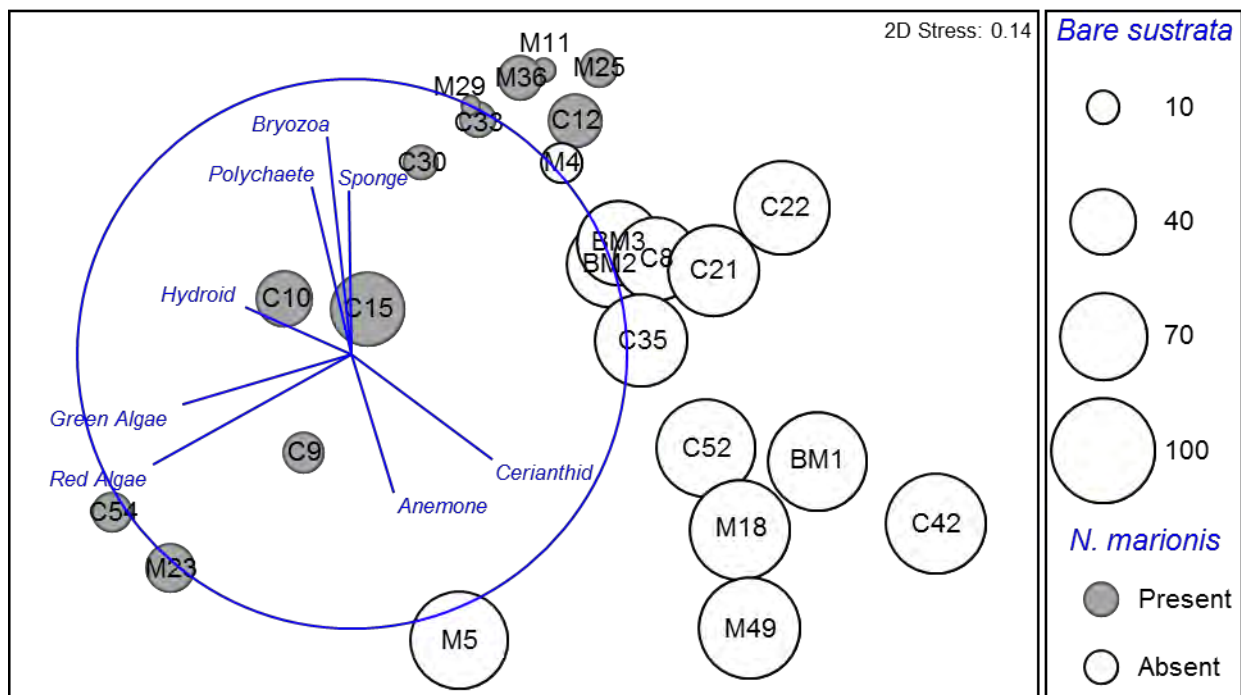 2D Stress: 0.14
M11
M36
M25
M29
C33
C12
Bryozoa
C30
M4
Polychaete
Sponge
C22
BM3
C8
BM2
C21
Hydroid
C10
C15
C35
Green Algae
C9
C52
BM1
Cerianthid
Red Algae
Anemone
C54
M18
C42
M23
M5
M49
Bare sustrata
10
40
70
100
N. marionis
Present
Absent